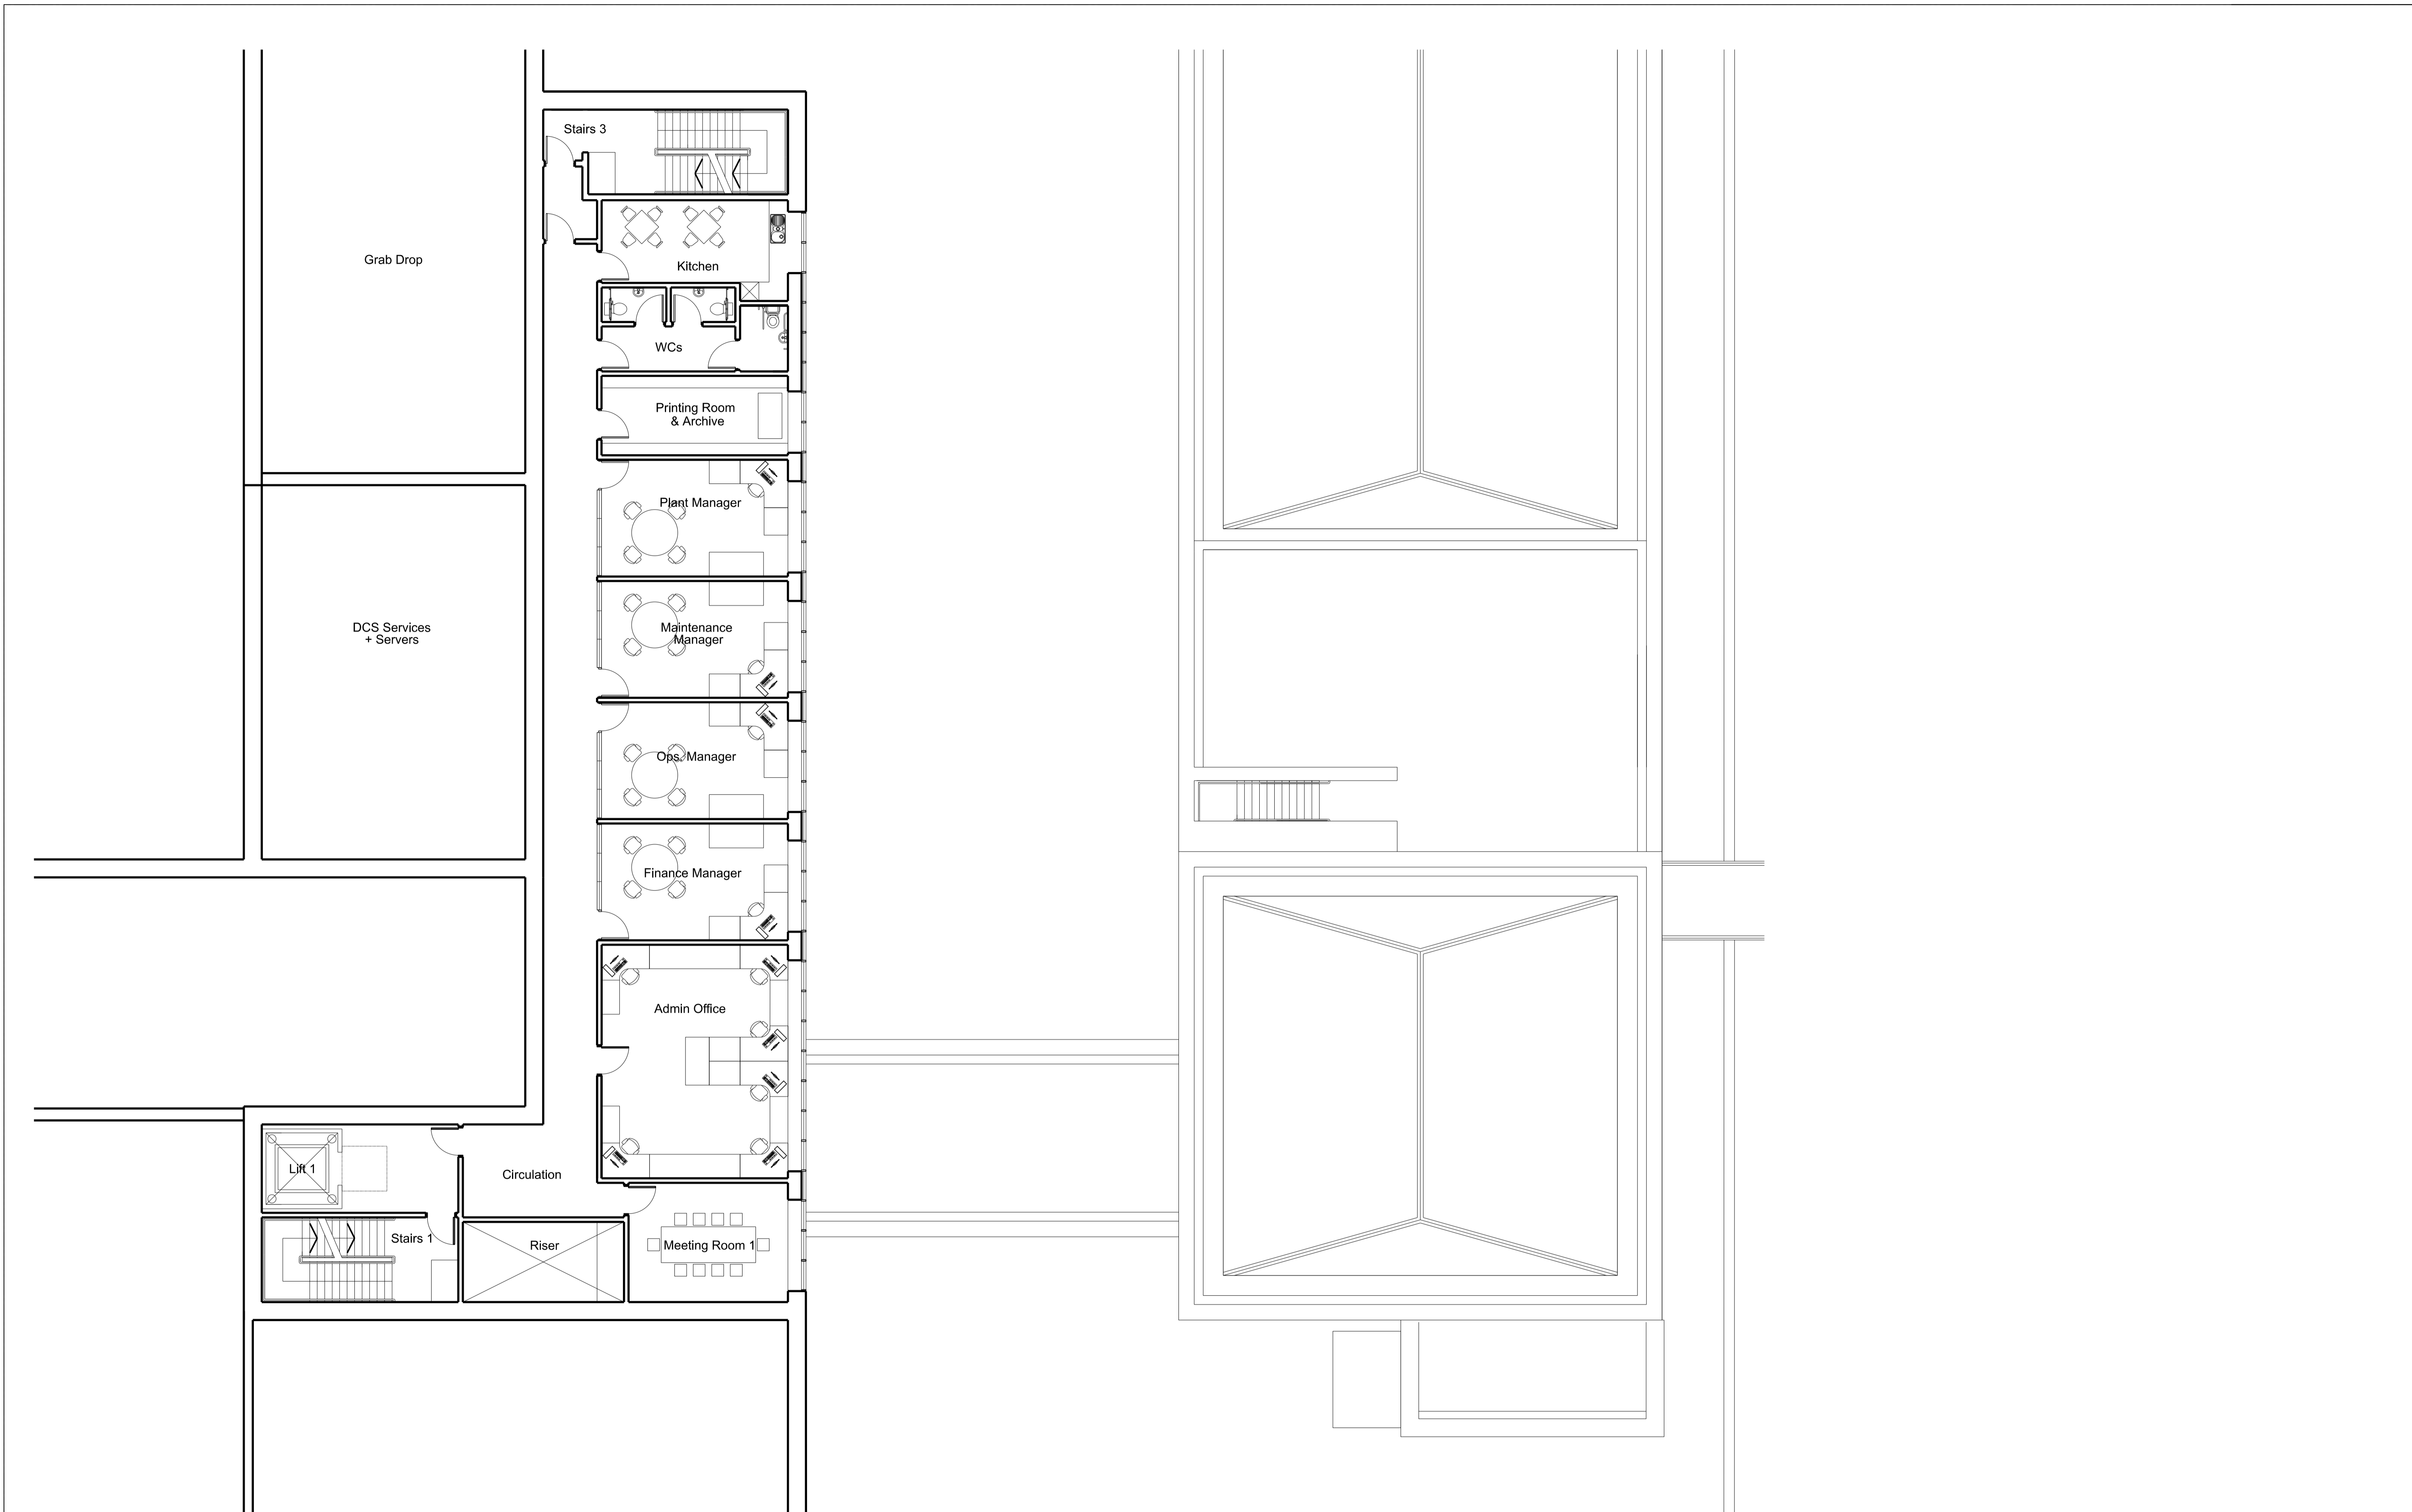 Stairs 3
Grab Drop
Kitchen
WCs
Printing Room
& Archive
Plant Manager
DCS Services
+ Servers
Maintenance
Manager
Ops. Manager
Finance Manager
Admin Office
Lift 1
Circulation
Stairs 1
Riser
Meeting Room 1